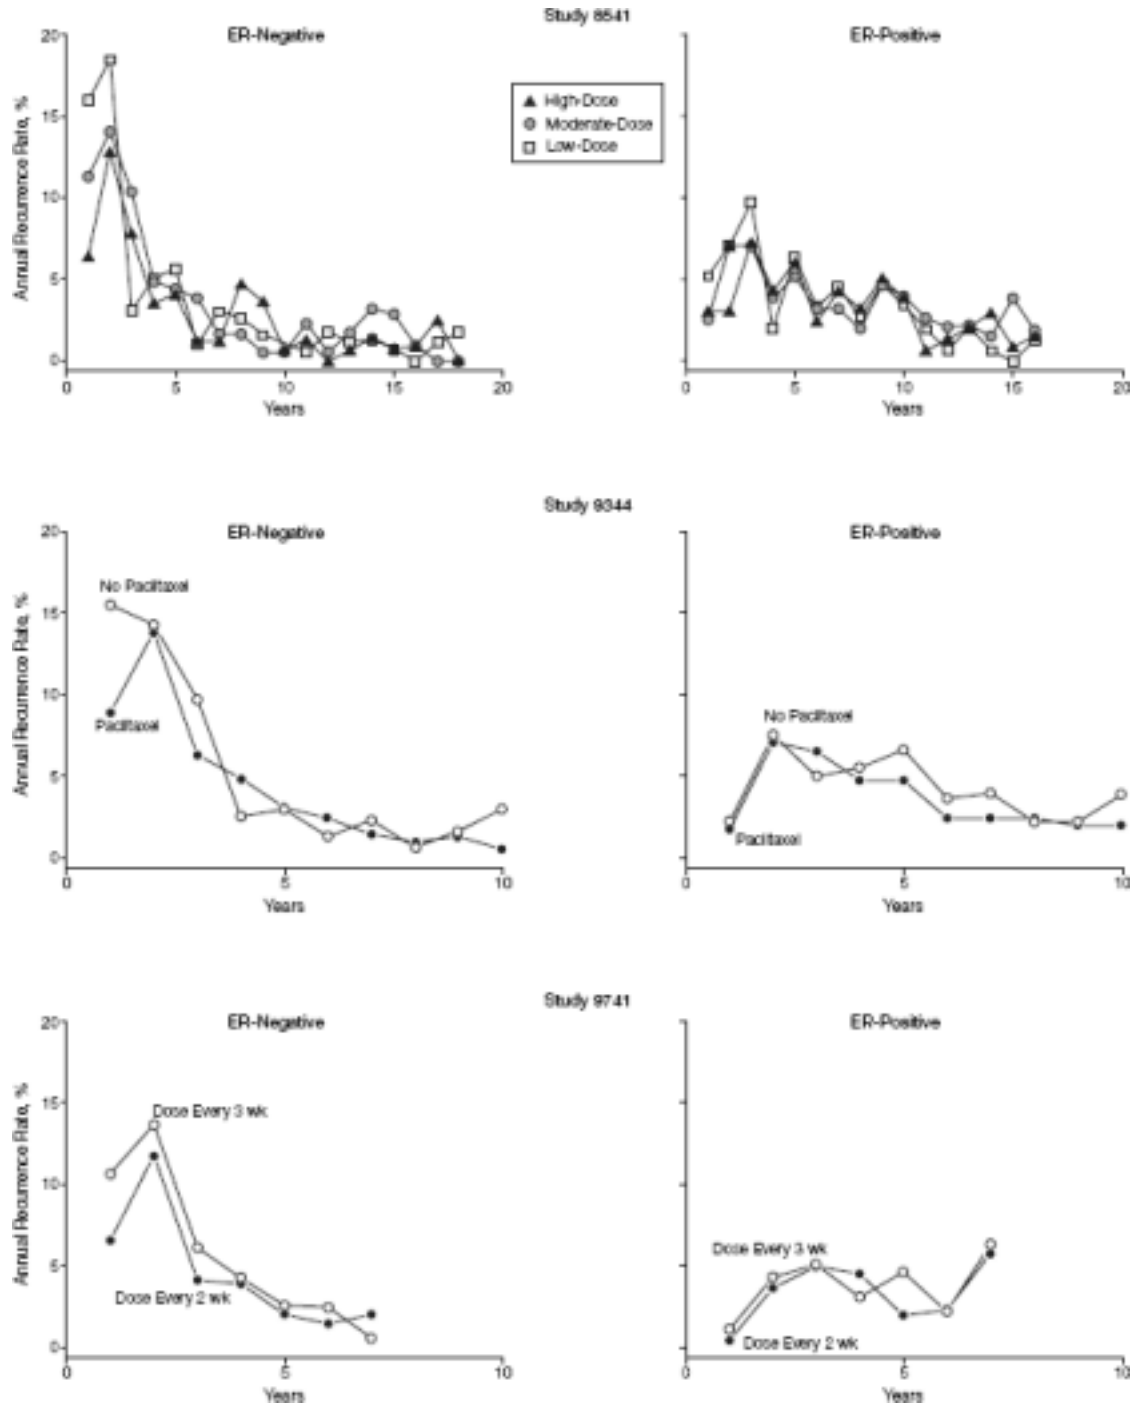 Study 8541
ER-Negative
ER-Positive
20
15
10
5
0
Annual Recurrence Rate, %
High-Dose
Moderate-Dose
Low-Dose
0 5 10 15 20
Years
0 5 10 15 20
Years
Study 9344
ER-Negative
ER-Positive
20
15
10
5
0
Annual Recurrence Rate, %
No Paclitaxel
Paclitaxel
No Paclitaxel
Paclitaxel
0 5 10
Years
0 5 10
Years
Study 9741
ER-Negative
ER-Positive
20
15
10
5
0
Annual Recurrence Rate, %
Dose Every 3 wk
Dose Every 2 wk
Dose Every 3 wk
Dose Every 2 wk
0 5 10
Years
0 5 10
Years